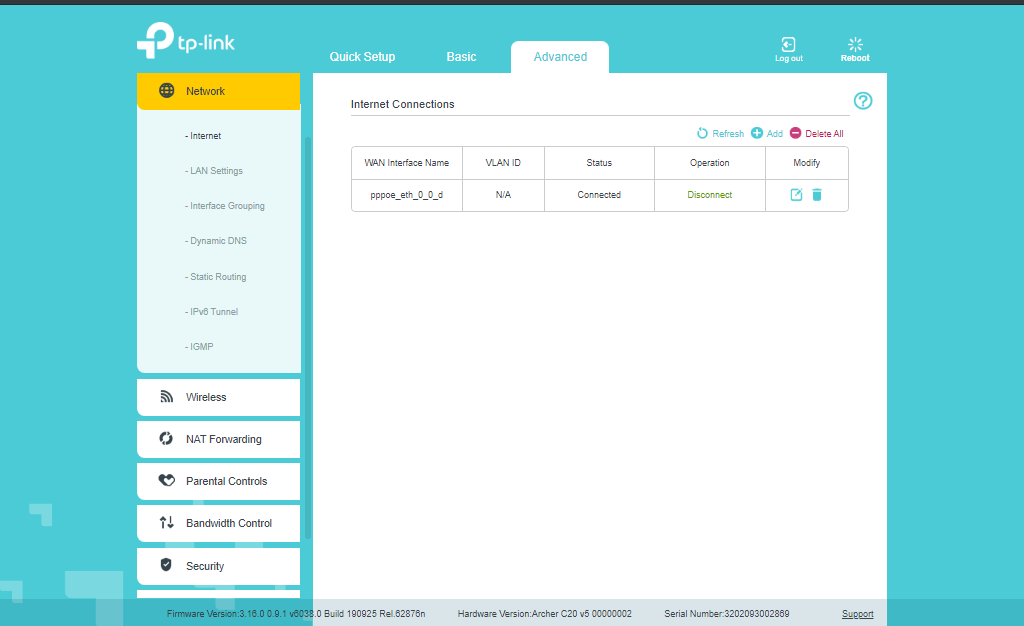 tp-link
Quick Setup Basic Advanced Log out Reboot
Network
- Internet
- LAN Settings
- Interface Grouping
- Dynamic DNS
- Static Routing
- IPv6 Tunnel
- IGMP
Wireless
NAT Forwarding
Parental Controls
Bandwidth Control
Security
Internet Connections
?
Refresh Add Delete All
WAN Interface Name VLAN ID Status Operation Modify
pppoe_eth_0_0_d N/A Connected Disconnect
Firmware Version:3.16.0 0.9.1 v6038.0 Build 190925 Rel.62876n Hardware Version:Archer C20 v5 00000002 Serial Number:3202093002869 Support